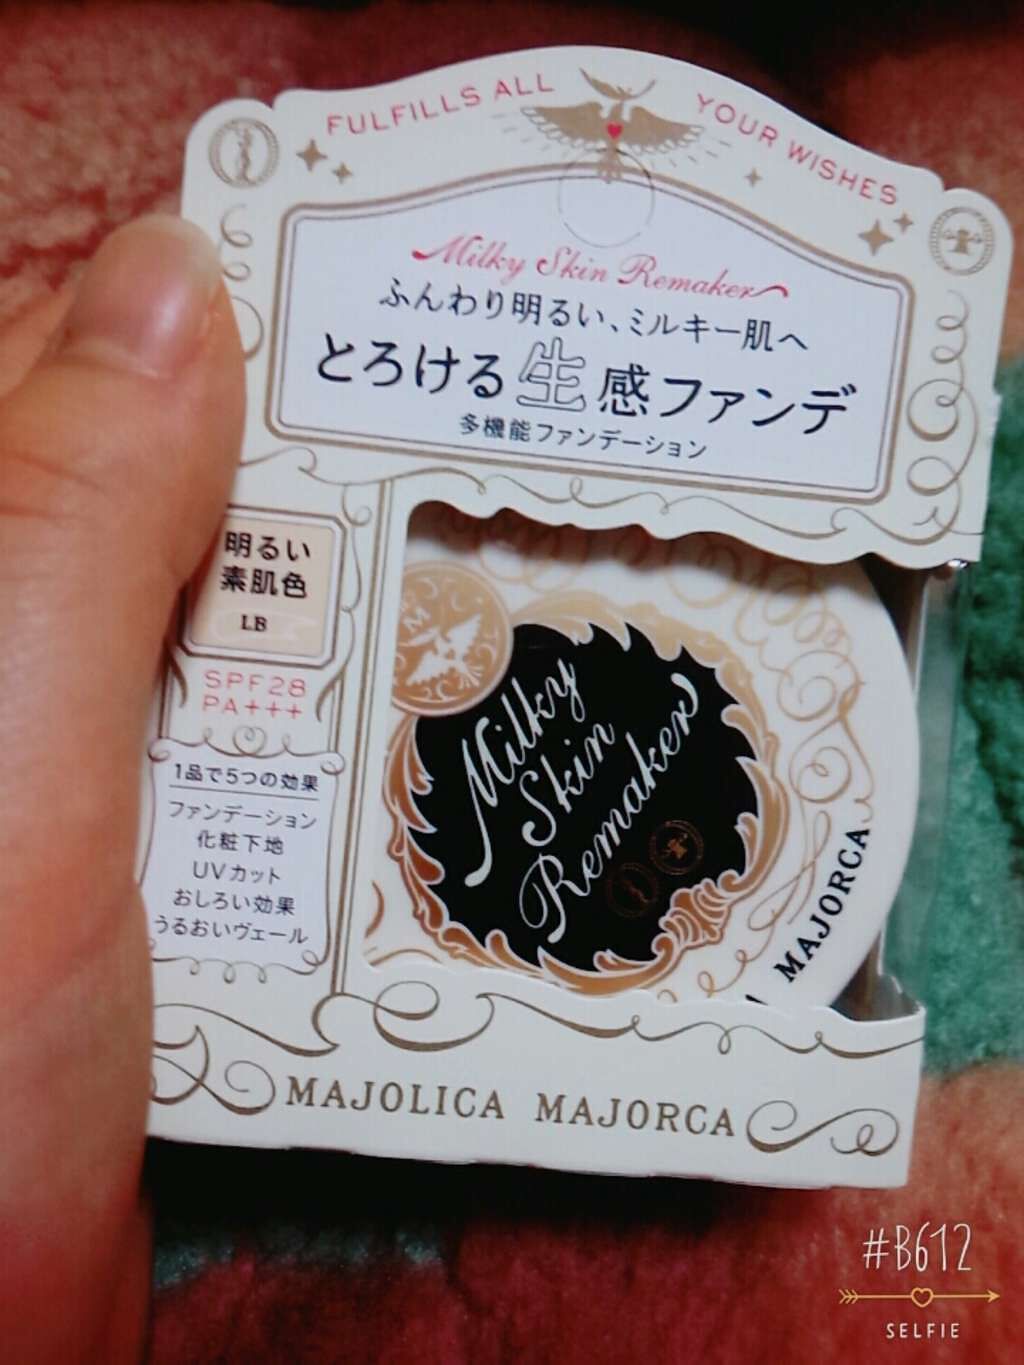 FULFILLS ALL YOUR WISHES
Milky Skin Remaker
ふんわり明るい、ミルキー肌へ
とろける生感ファンデ
多機能ファンデーション
明るい
素肌色
LB
SPF28
PA+++
1品で5つの効果
ファンデーション
化粧下地
UVカット
おしろい効果
うるおいヴェール
M
Milky
Skin
Remaker
MAJORCA
MAJOLICA MAJORCA
#B612
SELFIE